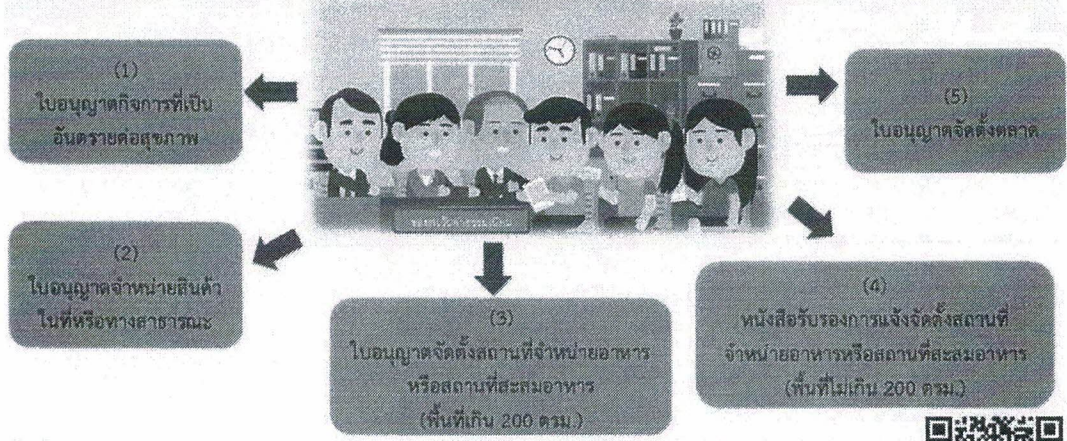 (1)
ใบอนุญาตกิจการที่เป็น
อันตรายต่อสุขภาพ
(2)
ใบอนุญาตจำหน่ายสินค้า
ในที่หรือทางสาธารณะ
(3)
ใบอนุญาตจัดตั้งสถานที่จำหน่ายอาหาร
หรือสถานที่สะสมอาหาร
(พื้นที่เกิน 200 ตรม.)
(4)
หนังสือรับรองการแจ้งจัดตั้งสถานที่
จำหน่ายอาหารหรือสถานที่สะสมอาหาร
(พื้นที่ไม่เกิน 200 ตรม.)
(5)
ใบอนุญาตจัดตั้งตลาด